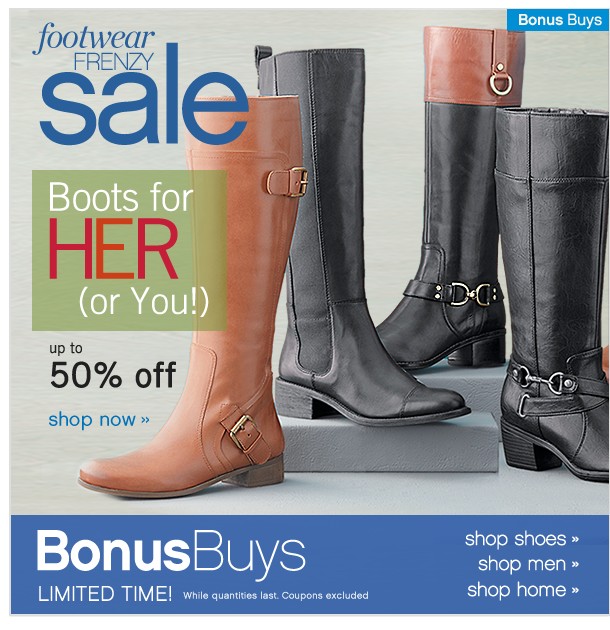 Bonus Buys
footwear
FRENZY
sale
Boots for
HER
(or You!)
up to
50% off
shop now »
BonusBuys
LIMITED TIME! While quantities last. Coupons excluded
shop shoes »
shop men »
shop home »